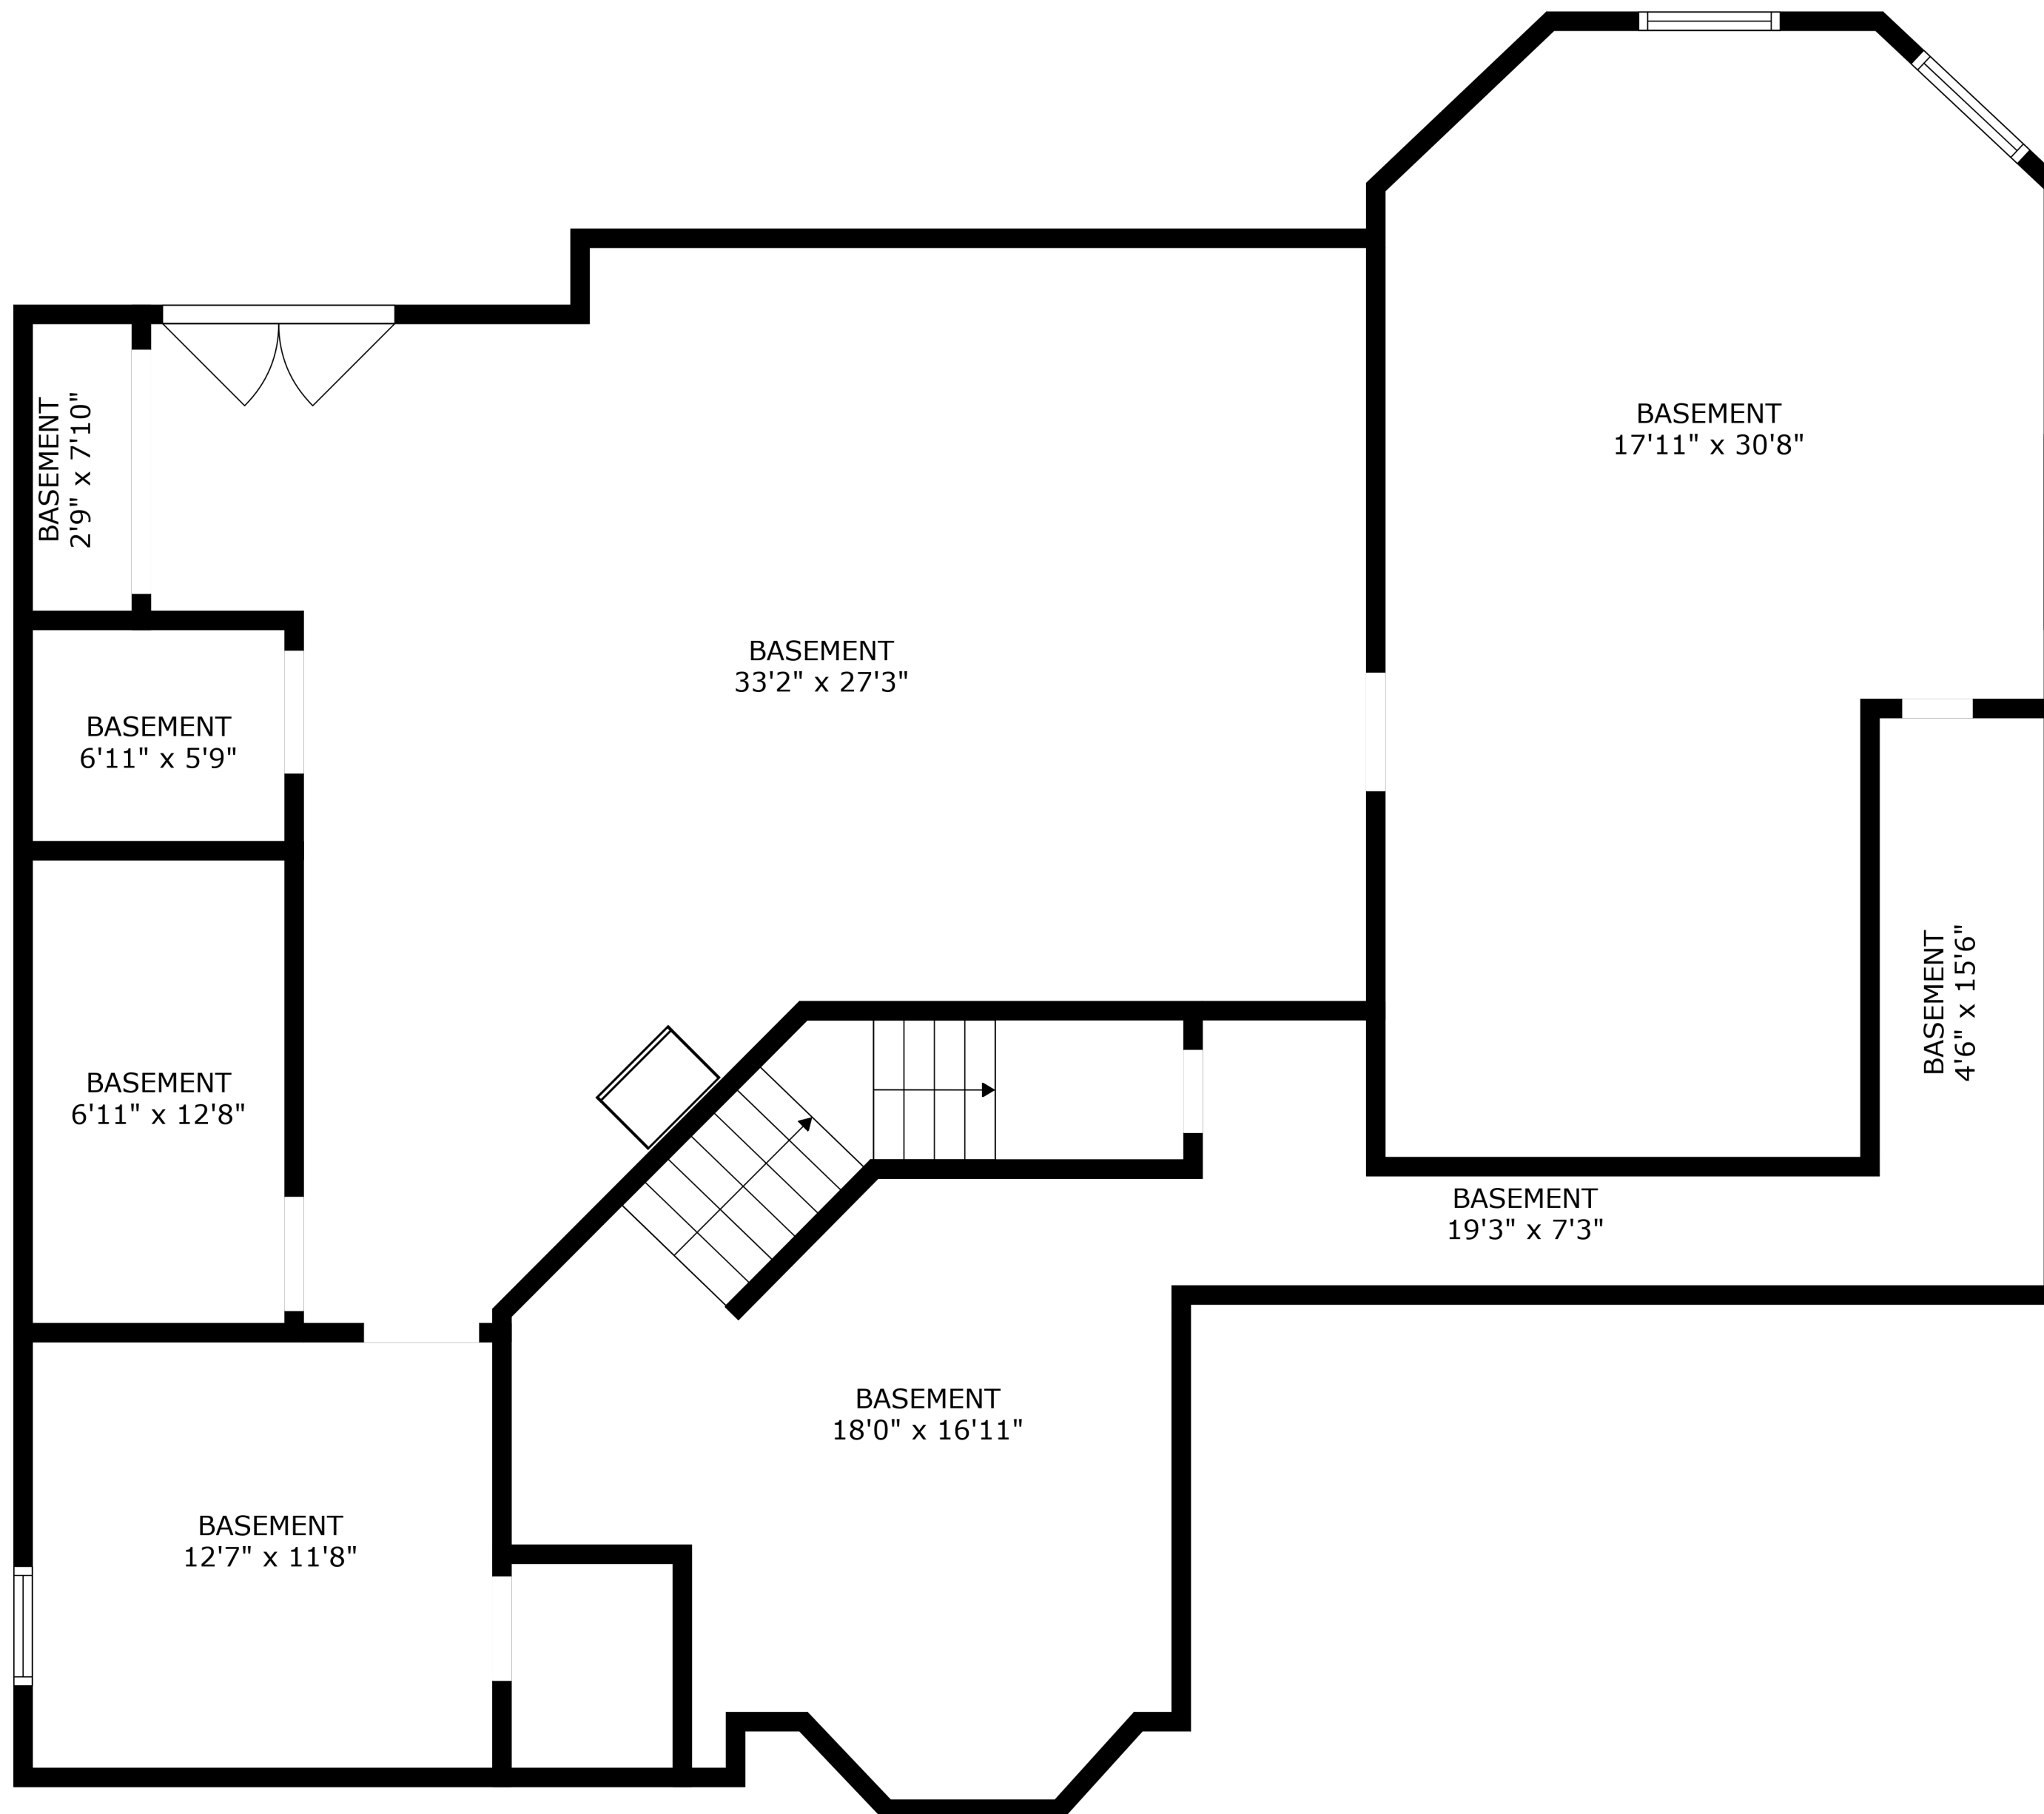 BASEMENT
17'11" x 30'8"
BASEMENT
2'9" x 7'10"
BASEMENT
33'2" x 27'3"
BASEMENT
6'11" x 5'9"
BASEMENT
4'6" x 15'6"
BASEMENT
6'11" x 12'8"
BASEMENT
19'3" x 7'3"
BASEMENT
18'0" x 16'11"
BASEMENT
12'7" x 11'8"